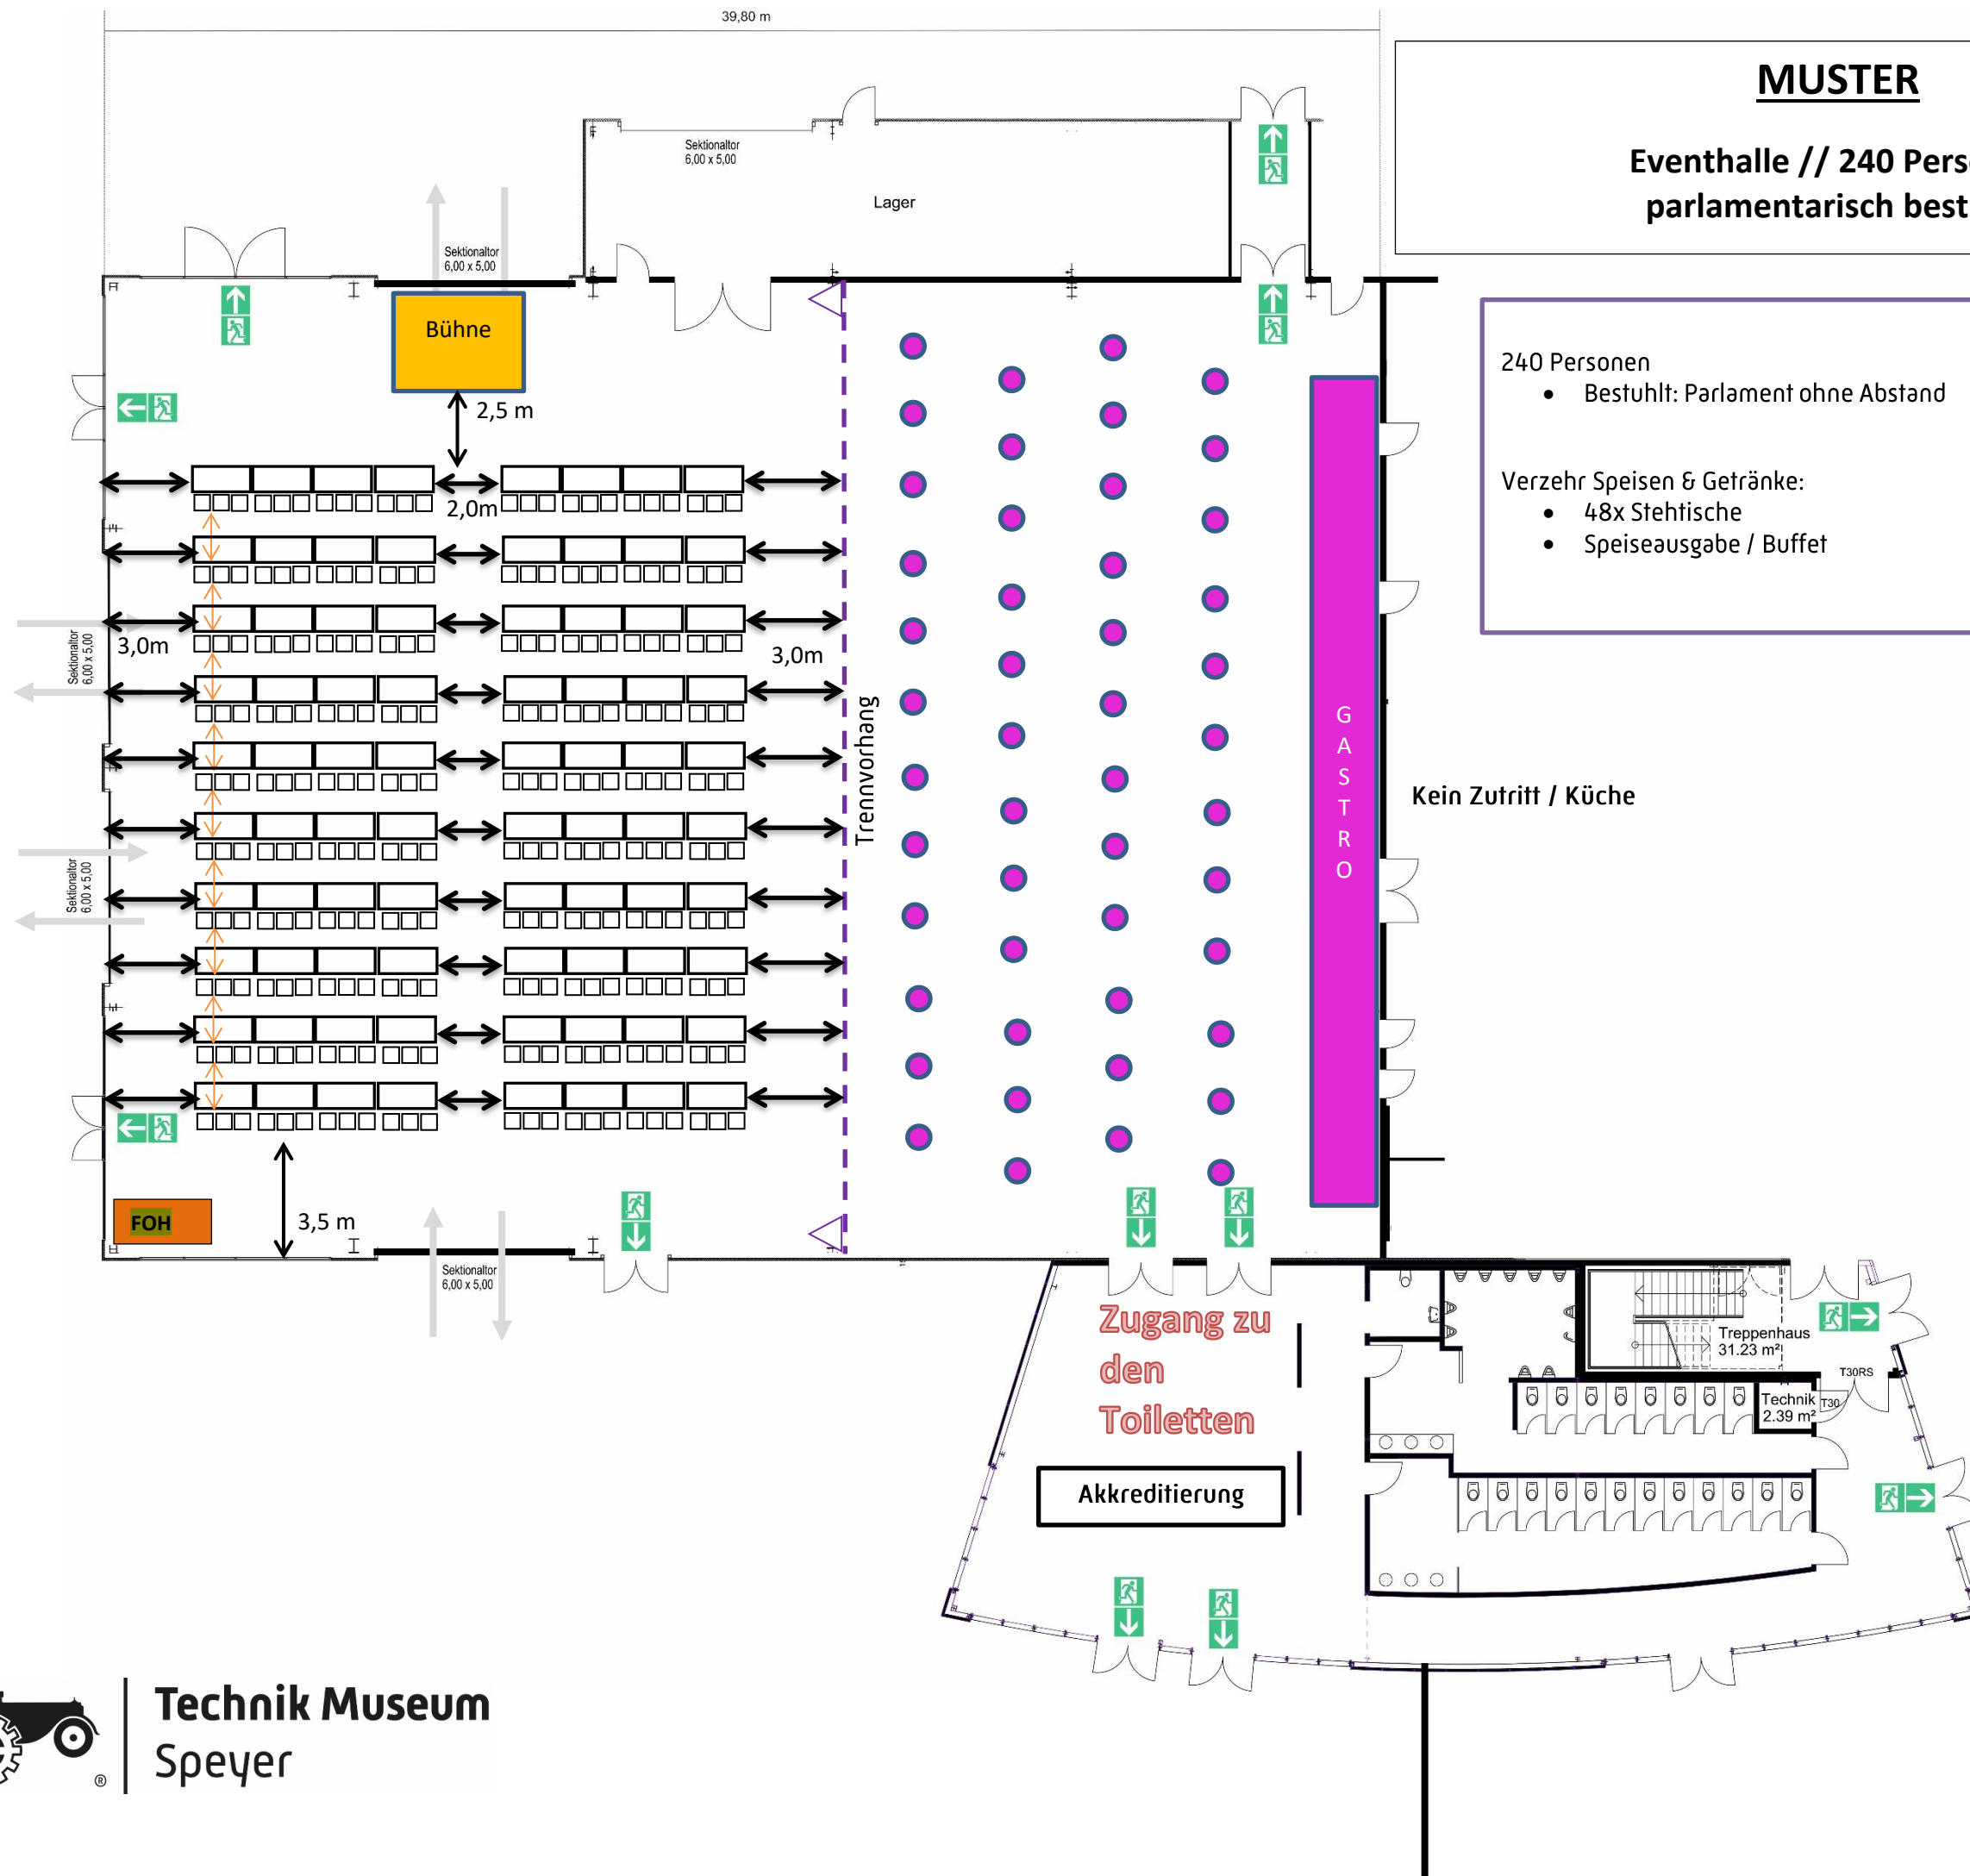 39,80 m
MUSTER
Eventhalle // 240 Pers
parlamentarisch best
Sektionaltor
6,00 x 5,00
Lager
Sektionaltor
6,00 x 5,00
Bühne
2,5 m
240 Personen
• Bestuhlt: Parlament ohne Abstand
Verzehr Speisen & Getränke:
• 48x Stehtische
• Speiseausgabe / Buffet
2,0m
3,0m
3,0m
Sektionaltor
6,00 x 5,00
Trennvorhang
G
A
S
T
R
O
Kein Zutritt / Küche
Sektionaltor
6,00 x 5,00
FOH
3,5 m
Sektionaltor
6,00 x 5,00
Zugang zu
den
Toiletten
Treppenhaus
31.23 m²
T30RS
Technik
2.39 m²
T30
Akkreditierung
Technik Museum
Speyer
®